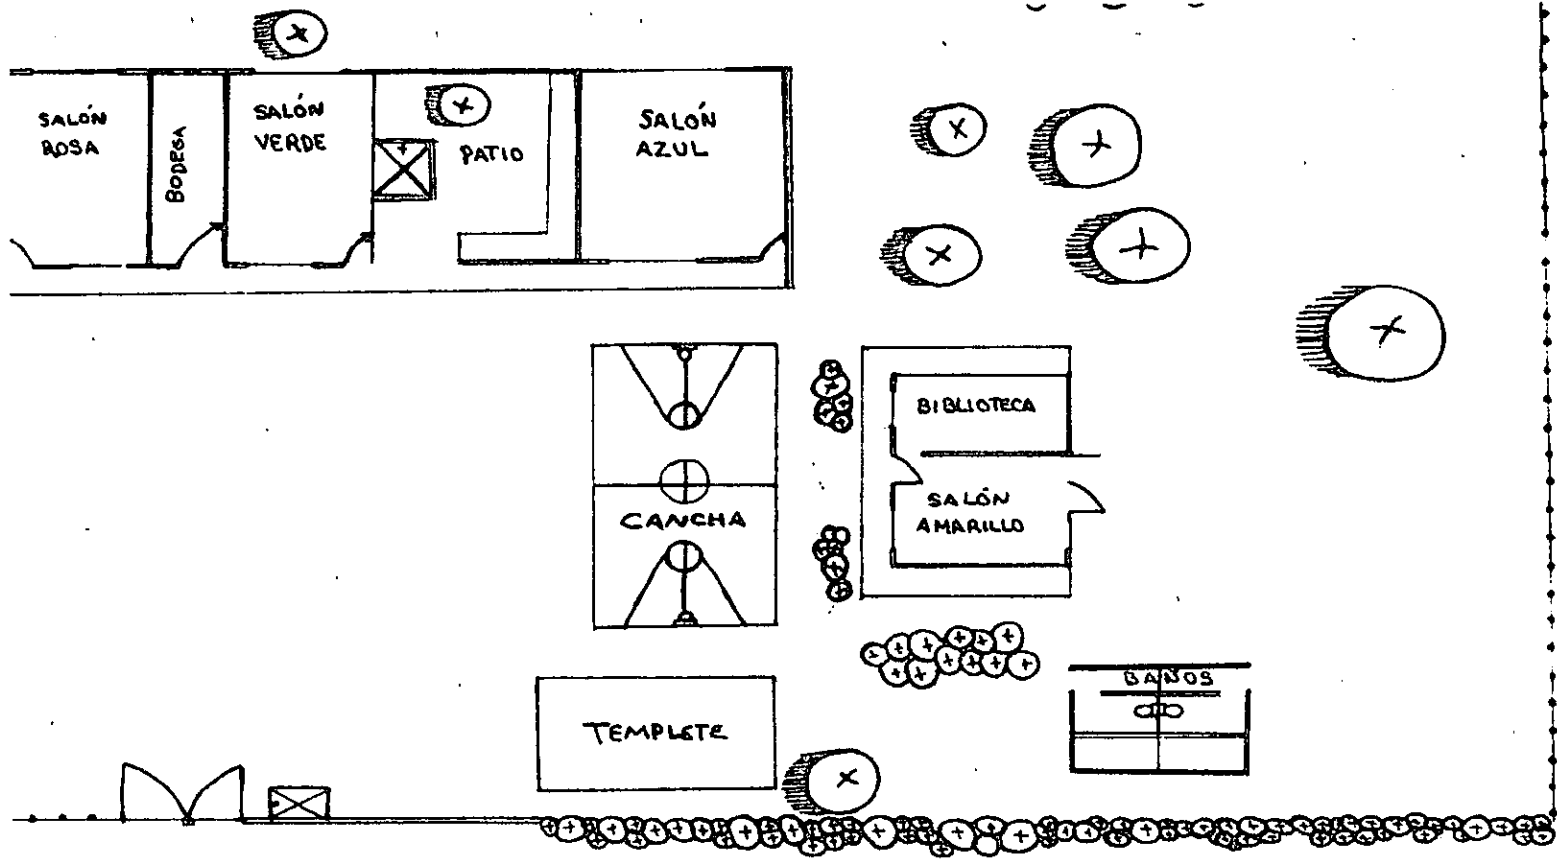 SALÓN
ROSA
BODEGA
SALÓN
VERDE
PATIO
SALÓN
AZUL
BIBLIOTECA
SALÓN
AMARILLO
CANCHA
BAÑOS
TEMPLETE